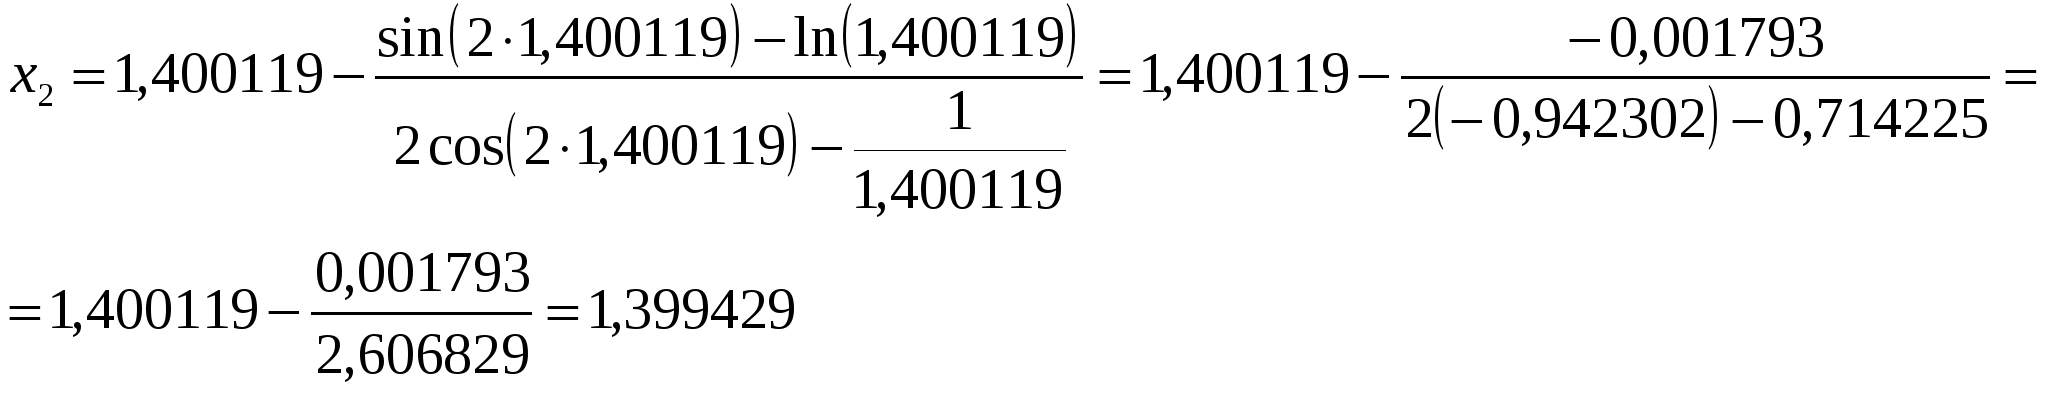 x₂ = 1,400119 − (sin(2·1,400119) − ln(1,400119)) / (2cos(2·1,400119) − 1/1,400119) = 1,400119 − (−0,001793) / (2(−0,942302) − 0,714225) =
= 1,400119 − 0,001793/2,606829 = 1,399429